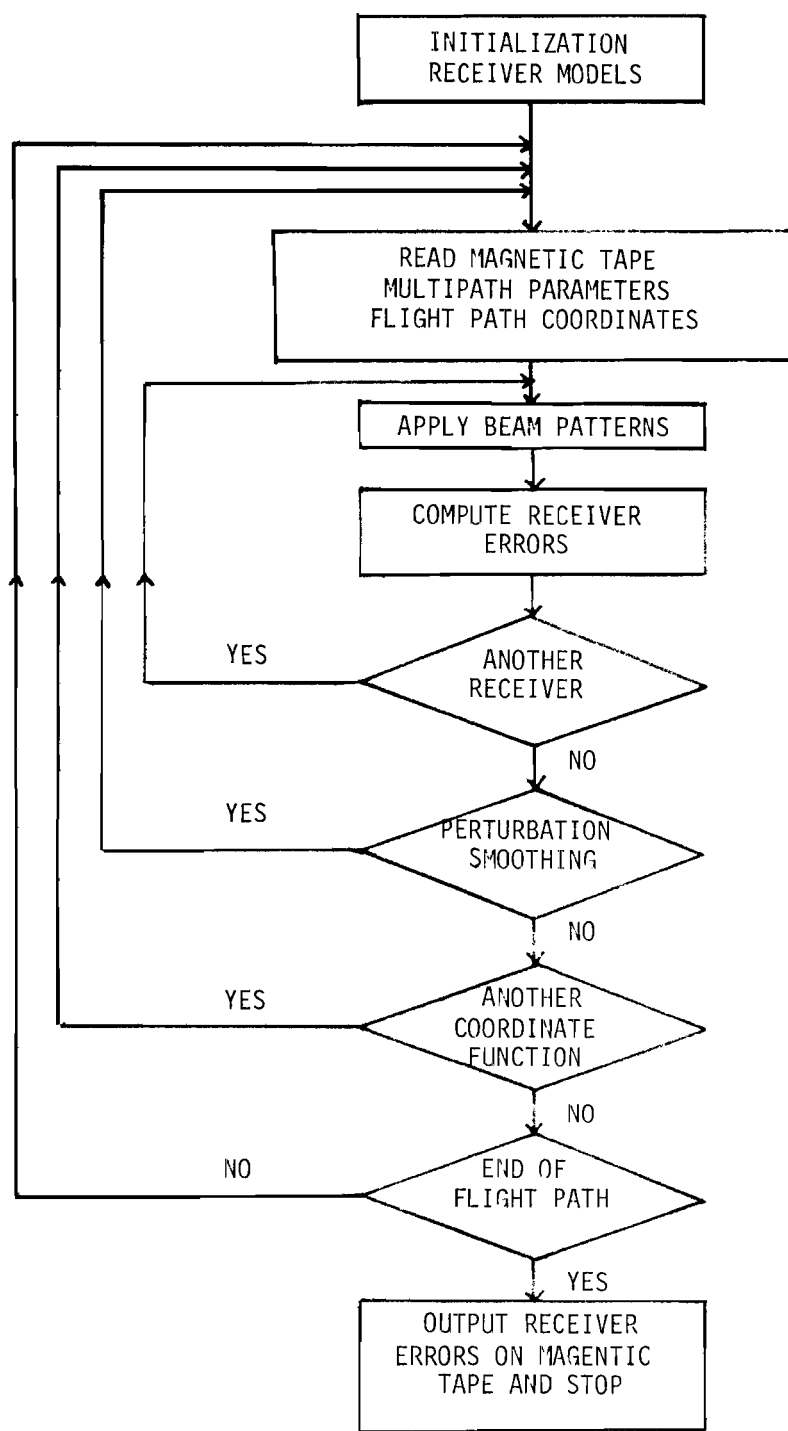 INITIALIZATION
RECEIVER MODELS
READ MAGNETIC TAPE
MULTIPATH PARAMETERS
FLIGHT PATH COORDINATES
APPLY BEAM PATTERNS
COMPUTE RECEIVER
ERRORS
YES
ANOTHER
RECEIVER
NO
YES
PERTURBATION
SMOOTHING
NO
YES
ANOTHER
COORDINATE
FUNCTION
NO
NO
END OF
FLIGHT PATH
YES
OUTPUT RECEIVER
ERRORS ON MAGENTIC
TAPE AND STOP